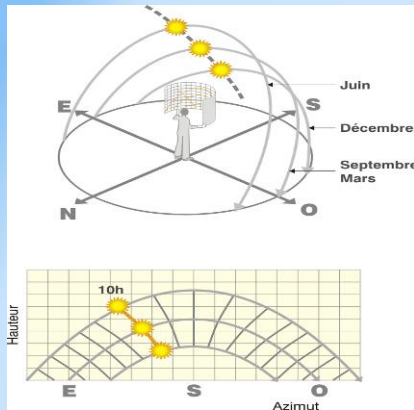 Juin
E
S
Décembre
Septembre
Mars
N
O
10h
Hauteur
E
S
O
Azimut